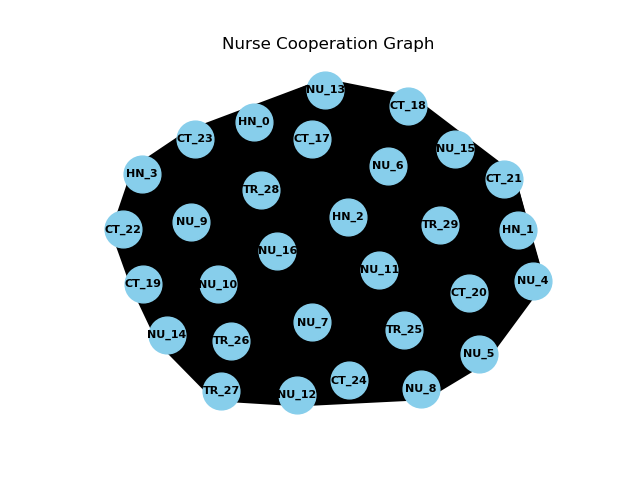 Nurse Cooperation Graph
NU_13
CT_18
HN_0
CT_23
CT_17
NU_15
NU_6
HN_3
CT_21
TR_28
HN_2
NU_9
TR_29
CT_22
HN_1
NU_16
NU_11
NU_4
CT_19
NU_10
CT_20
NU_7
TR_25
NU_14
TR_26
NU_5
CT_24
NU_8
TR_27
NU_12